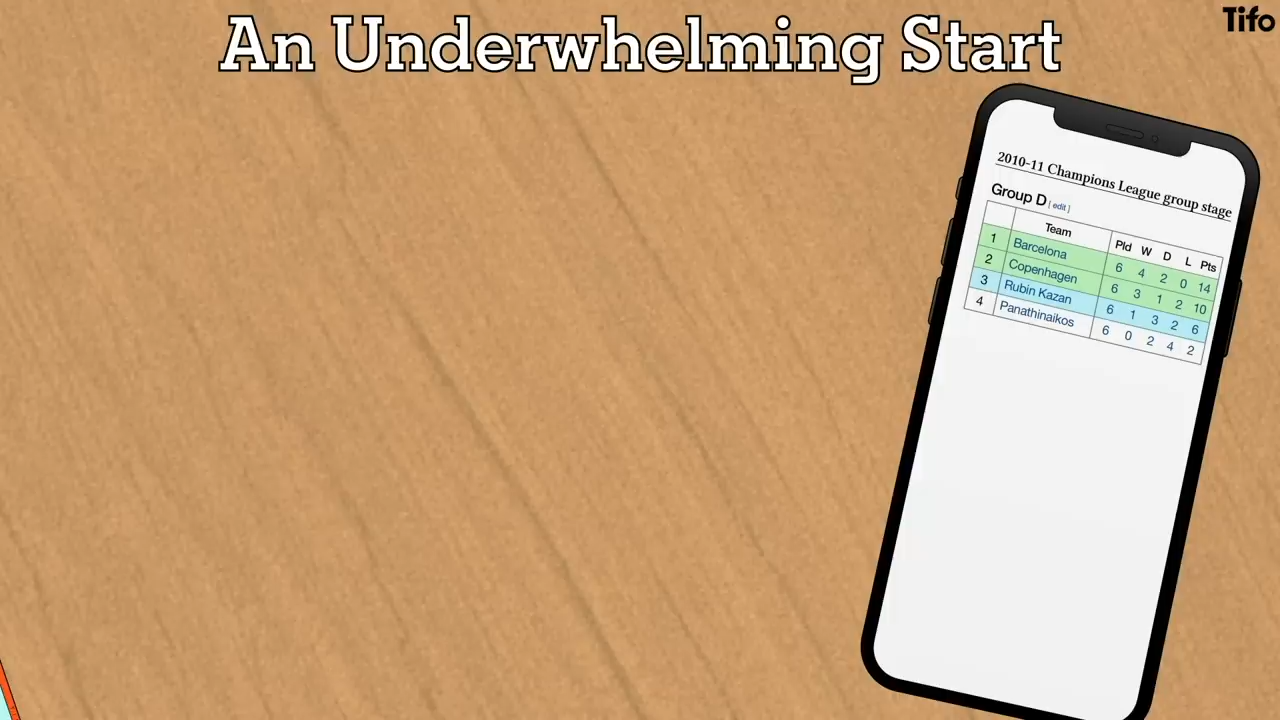 An Underwhelming Start
Tifo
2010-11 Champions League group stage
Group D [ edit ]
Team Pld W D L Pts
1 Barcelona 6 4 2 0 14
2 Copenhagen 6 3 1 2 10
3 Rubin Kazan 6 1 3 2 6
4 Panathinaikos 6 0 2 4 2